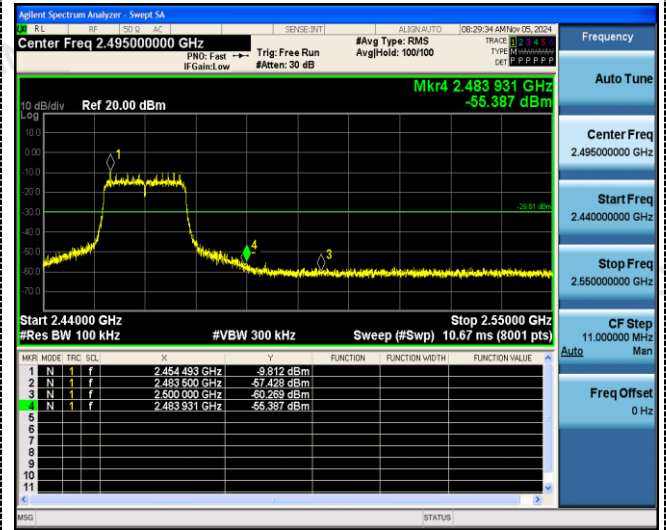 Agilent Spectrum Analyzer - Swept SA
RL RF 50 Ω AC SENSE:INT ALIGNAUTO 08:29:34 AMNov 05, 2024
Center Freq 2.495000000 GHz
PNO: Fast Trig: Free Run
IFGain:Low #Atten: 30 dB
#Avg Type: RMS
Avg|Hold: 100/100
TRACE 1 2 3 4 5 6
TYPE M
DET P P P P P P
Mkr4 2.483 931 GHz
-55.387 dBm
10 dB/div Ref 20.00 dBm
Log
10.0
0.00
-10.0
-20.0
-30.0
-40.0
-50.0
-60.0
-70.0
1
4
3
-29.81 dBm
Start 2.44000 GHz Stop 2.55000 GHz
#Res BW 100 kHz #VBW 300 kHz Sweep (#Swp) 10.67 ms (8001 pts)
MKR MODE TRC SCL X Y FUNCTION FUNCTION WIDTH FUNCTION VALUE
1 N 1 f 2.454 493 GHz -9.812 dBm
2 N 1 f 2.483 500 GHz -57.428 dBm
3 N 1 f 2.500 000 GHz -60.269 dBm
4 N 1 f 2.483 931 GHz -55.387 dBm
5
6
7
8
9
10
11
MSG STATUS
Frequency
Auto Tune
Center Freq
2.495000000 GHz
Start Freq
2.440000000 GHz
Stop Freq
2.550000000 GHz
CF Step
11.000000 MHz
Auto Man
Freq Offset
0 Hz